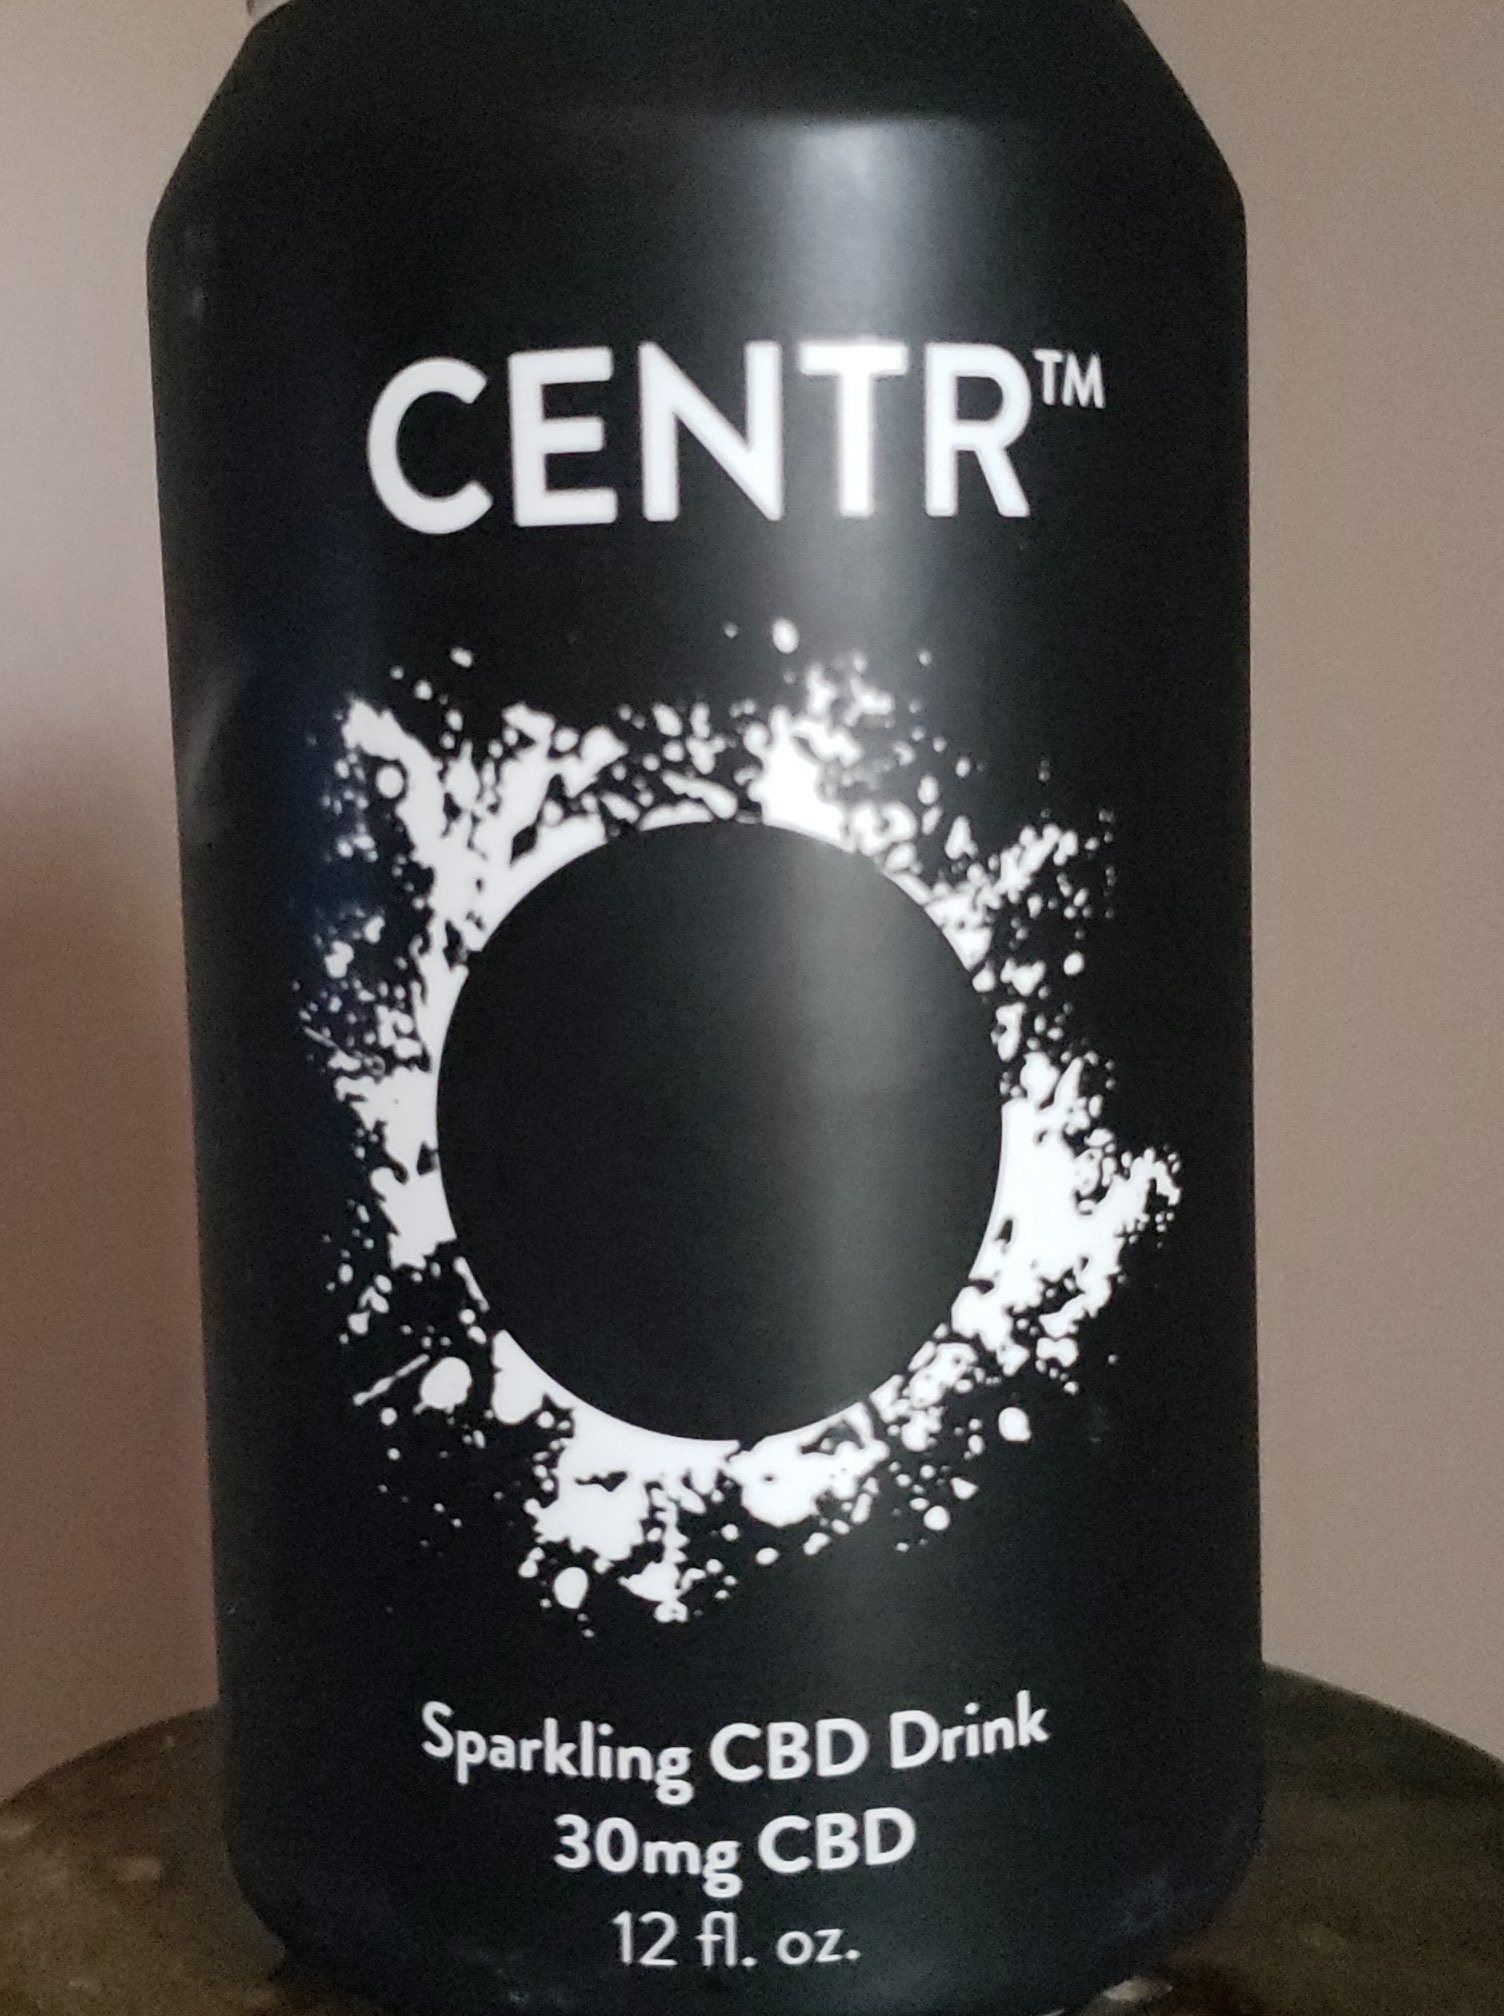 CENTR™
Sparkling CBD Drink
30mg CBD
12 fl. oz.